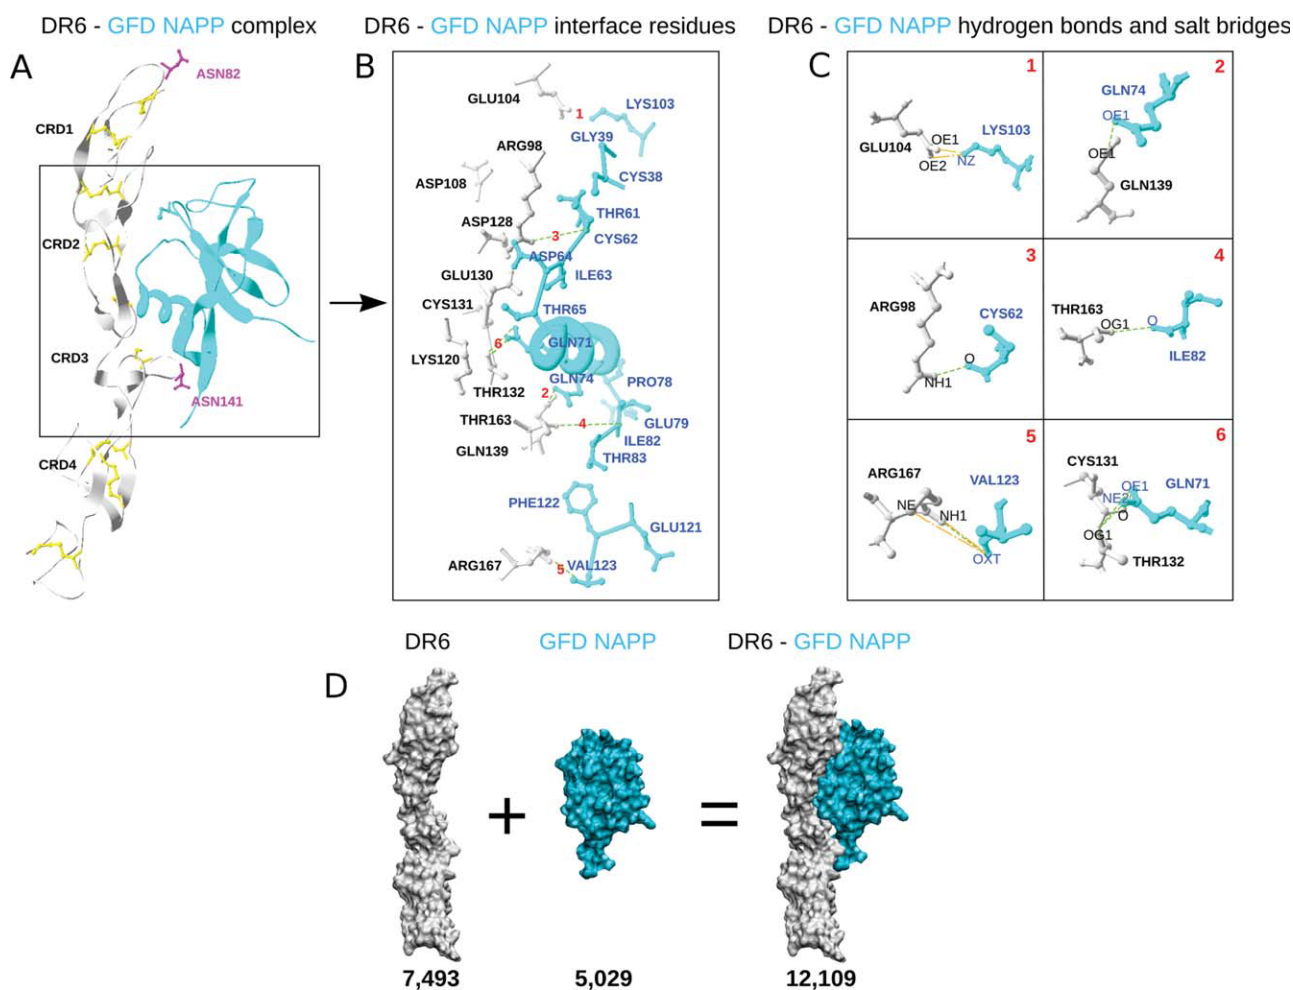 DR6 - GFD NAPP complex
DR6 - GFD NAPP interface residues
DR6 - GFD NAPP hydrogen bonds and salt bridges
A
ASN82
CRD1
CRD2
CRD3
ASN141
CRD4
B
GLU104
LYS103
1
GLY39
ARG98
CYS38
ASP108
THR61
ASP128
3
CYS62
ASP64
GLU130
ILE63
CYS131
THR65
6
GLN71
LYS120
GLN74
PRO78
THR132
2
THR163
4
GLU79
ILE82
GLN139
THR83
PHE122
GLU121
ARG167
5
VAL123
C
1
GLU104
OE1
LYS103
OE2
NZ
2
GLN74
OE1
OE1
GLN139
3
ARG98
CYS62
O
NH1
4
THR163
OG1
O
ILE82
5
ARG167
VAL123
NE
NH1
OXT
6
CYS131
OE1
GLN71
NE2
O
OG1
THR132
DR6
GFD NAPP
DR6 - GFD NAPP
D
+
=
7,493
5,029
12,109